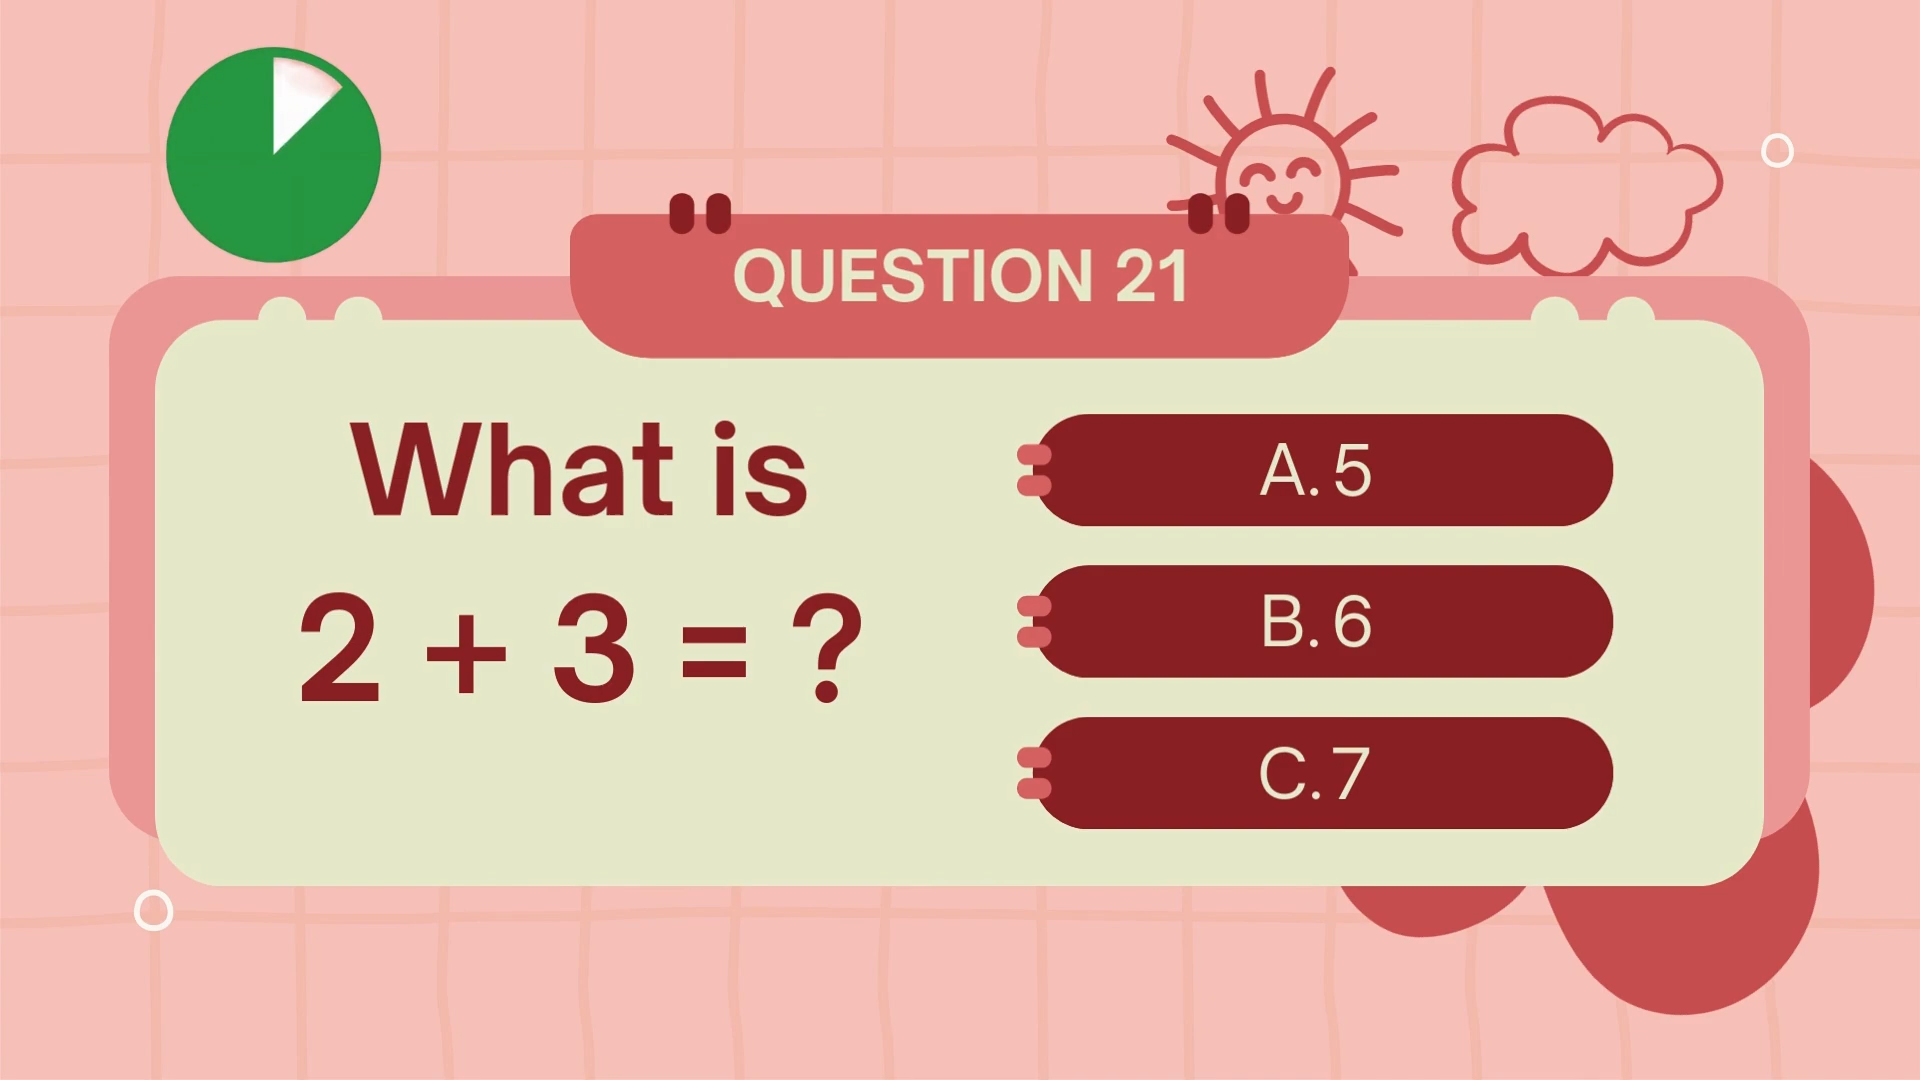 QUESTION 21
What is
2 + 3 = ?
A. 5
B. 6
C. 7